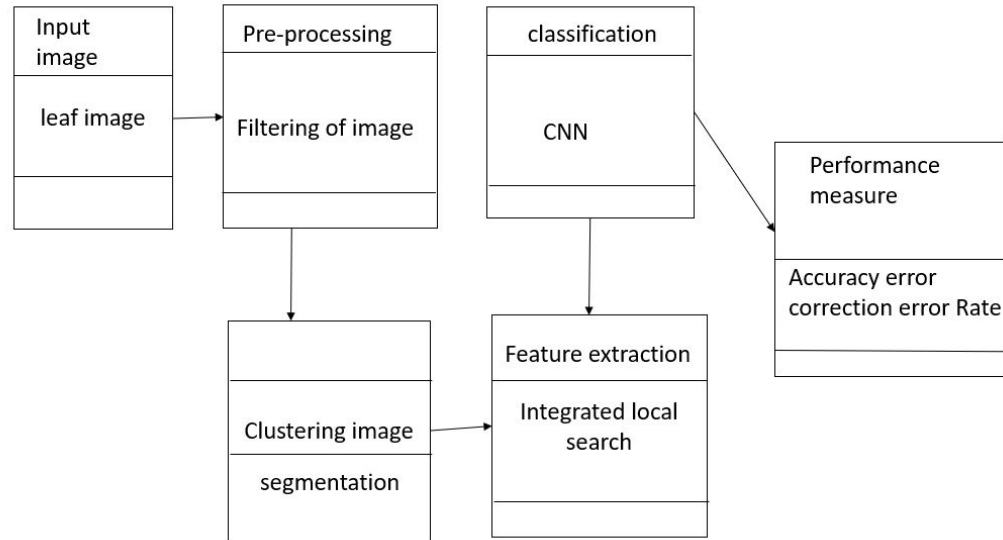 Input
image
leaf image
Pre-processing
Filtering of image
classification
CNN
Performance
measure
Accuracy error
correction error Rate
Clustering image
segmentation
Feature extraction
Integrated local
search